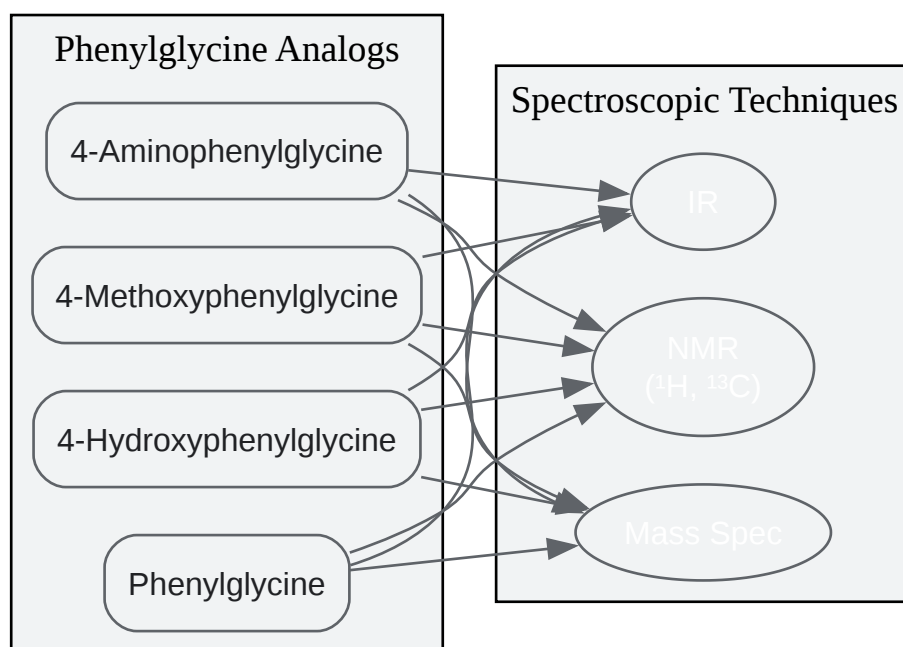 Phenylglycine Analogs
4-Aminophenylglycine
4-Methoxyphenylglycine
4-Hydroxyphenylglycine
Phenylglycine
Spectroscopic Techniques
IR
NMR
(¹H, ¹³C)
Mass Spec